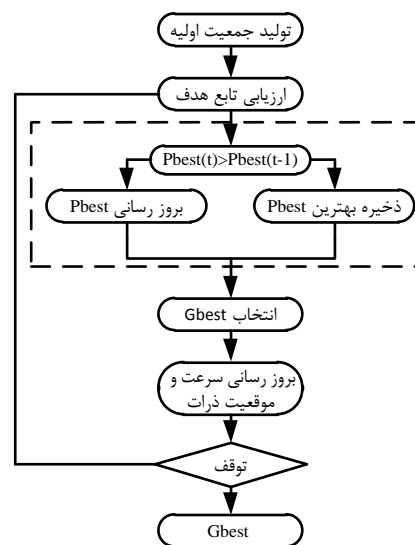 تولید جمعیت اولیه
ارزیابی تابع هدف
Pbest(t)>Pbest(t-1)
بروز رسانی Pbest
ذخیره بهترین Pbest
انتخاب Gbest
بروز رسانی سرعت و
موقعیت ذرات
توقف
Gbest